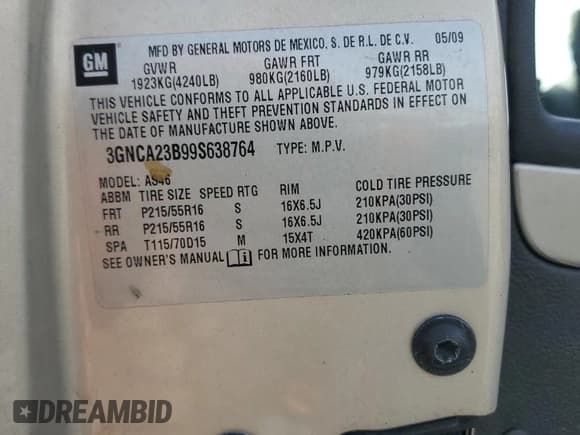 GM
MFD BY GENERAL MOTORS DE MEXICO, S. DE R.L. DE C.V. 05/09
GVWR GAWR FRT GAWR RR
1923KG(4240LB) 980KG(2160LB) 979KG(2158LB)
THIS VEHICLE CONFORMS TO ALL APPLICABLE U.S. FEDERAL MOTOR
VEHICLE SAFETY AND THEFT PREVENTION STANDARDS IN EFFECT ON
THE DATE OF MANUFACTURE SHOWN ABOVE.
3GNCA23B99S638764 TYPE: M.P.V.
MODEL: AS46
ABBM TIRE SIZE SPEED RTG RIM COLD TIRE PRESSURE
FRT P215/55R16 S 16X6.5J 210KPA(30PSI)
RR P215/55R16 S 16X6.5J 210KPA(30PSI)
SPA T115/70D15 M 15X4T 420KPA(60PSI)
SEE OWNER'S MANUAL i FOR MORE INFORMATION.
DREAMBID